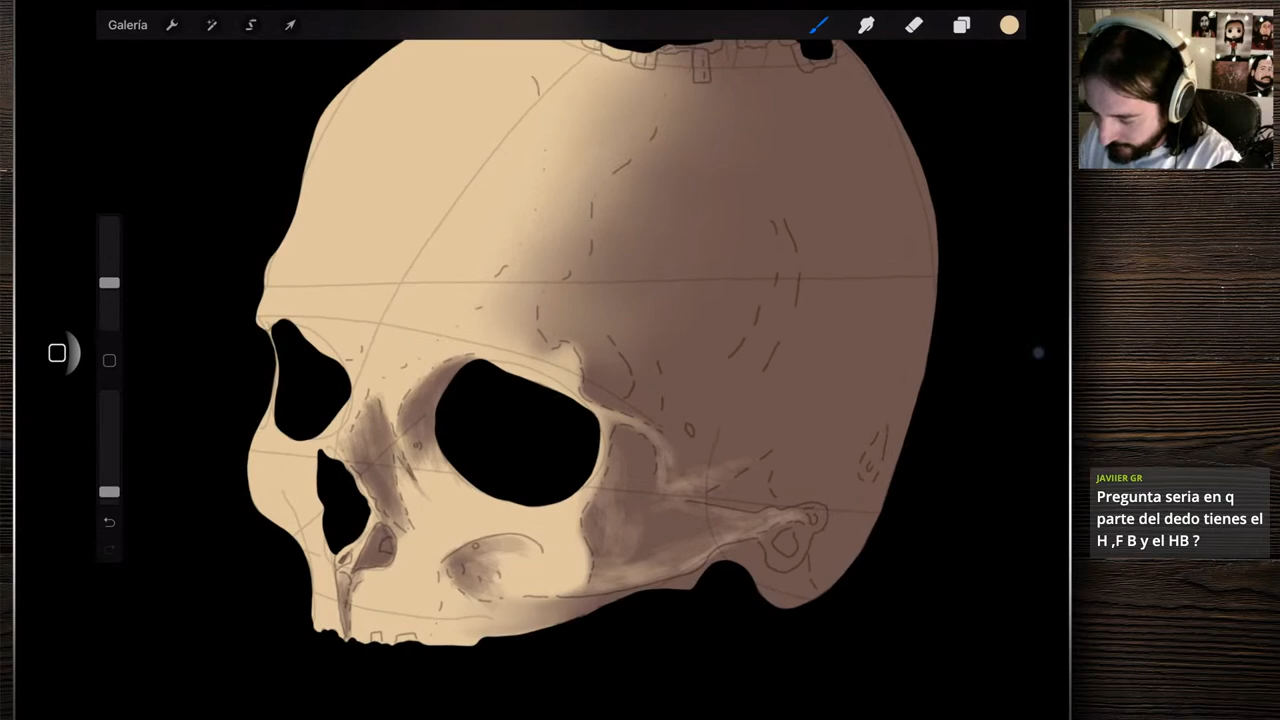 Galería
JAVIIER GR
Pregunta seria en q
parte del dedo tienes el
H ,F B y el HB ?